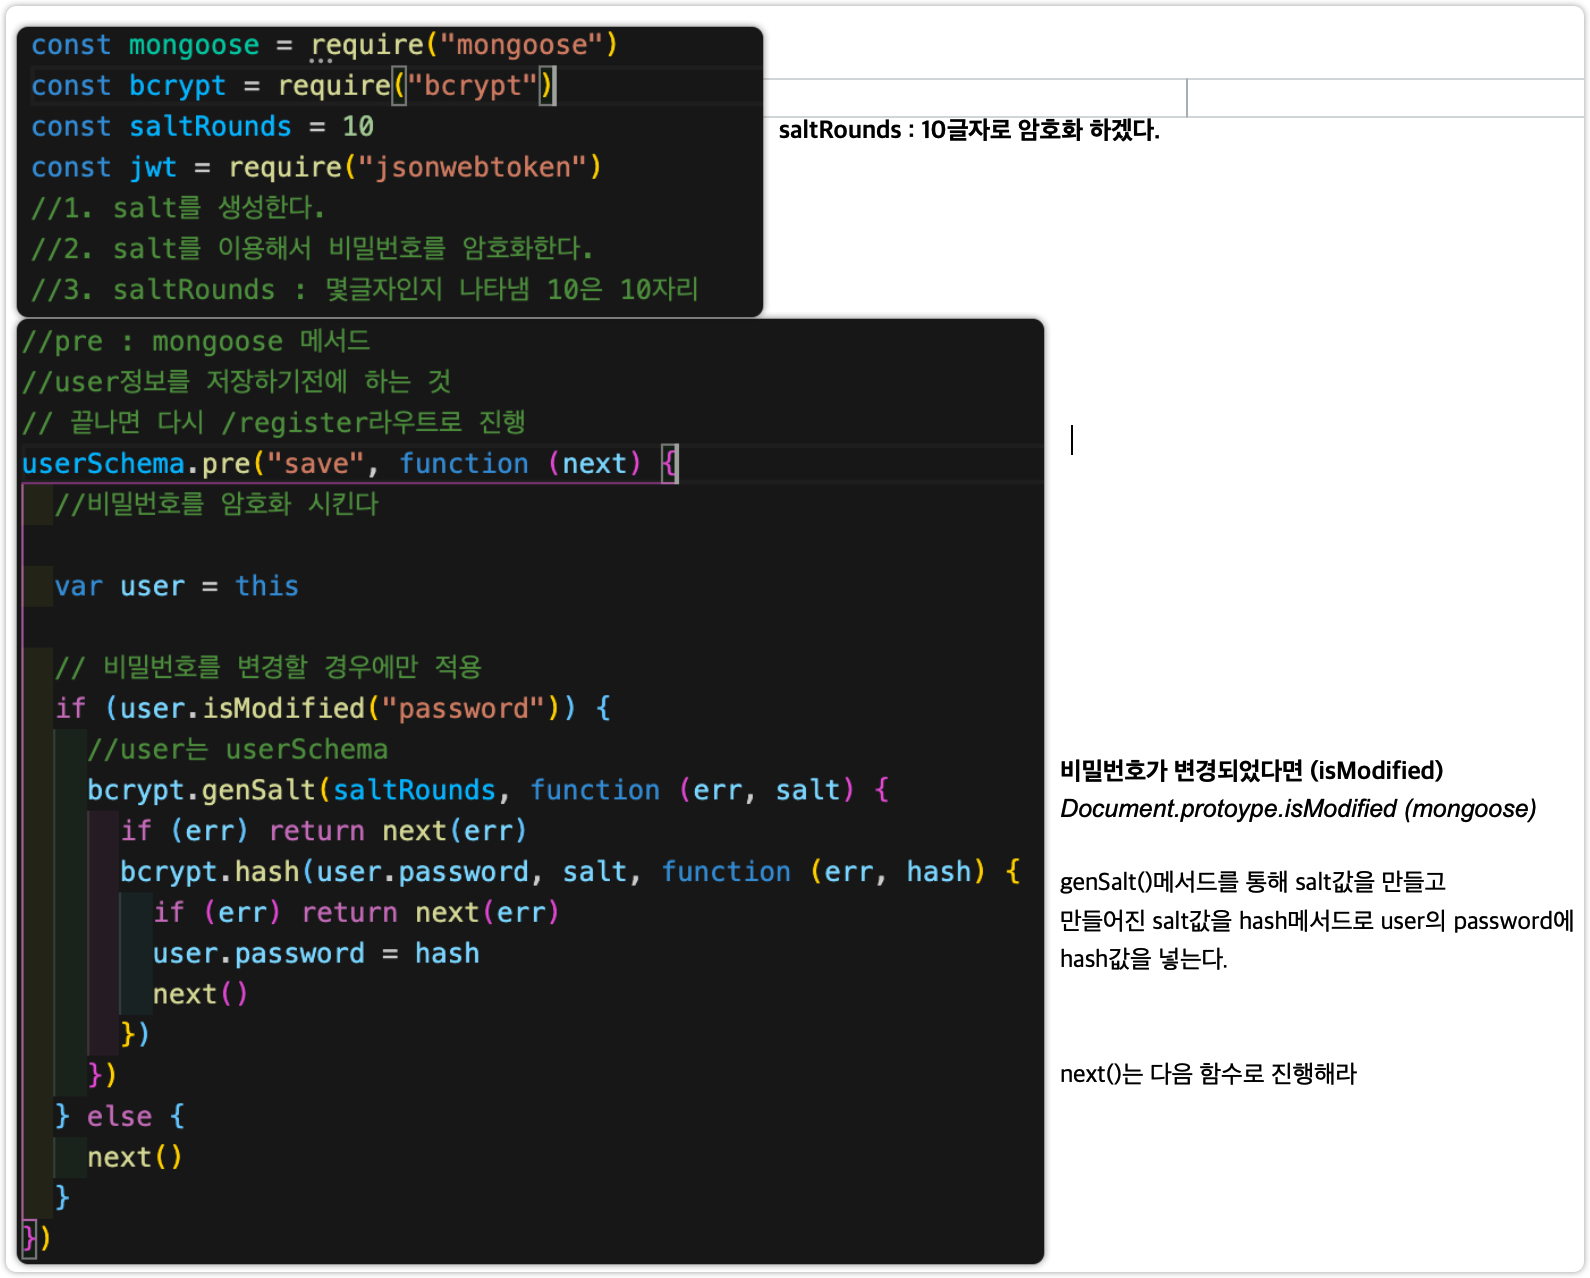 const mongoose = require("mongoose")
const bcrypt = require("bcrypt")
const saltRounds = 10
const jwt = require("jsonwebtoken")
//1. salt를 생성한다.
//2. salt를 이용해서 비밀번호를 암호화한다.
//3. saltRounds : 몇글자인지 나타냄 10은 10자리
saltRounds : 10글자로 암호화 하겠다.
//pre : mongoose 메서드
//user정보를 저장하기전에 하는 것
// 끝나면 다시 /register라우트로 진행
userSchema.pre("save", function (next) {
//비밀번호를 암호화 시킨다
var user = this
// 비밀번호를 변경할 경우에만 적용
if (user.isModified("password")) {
//user는 userSchema
bcrypt.genSalt(saltRounds, function (err, salt) {
if (err) return next(err)
bcrypt.hash(user.password, salt, function (err, hash) {
if (err) return next(err)
user.password = hash
next()
})
})
} else {
next()
}
})
비밀번호가 변경되었다면 (isModified)
Document.protoype.isModified (mongoose)
genSalt()메서드를 통해 salt값을 만들고
만들어진 salt값을 hash메서드로 user의 password에
hash값을 넣는다.
next()는 다음 함수로 진행해라